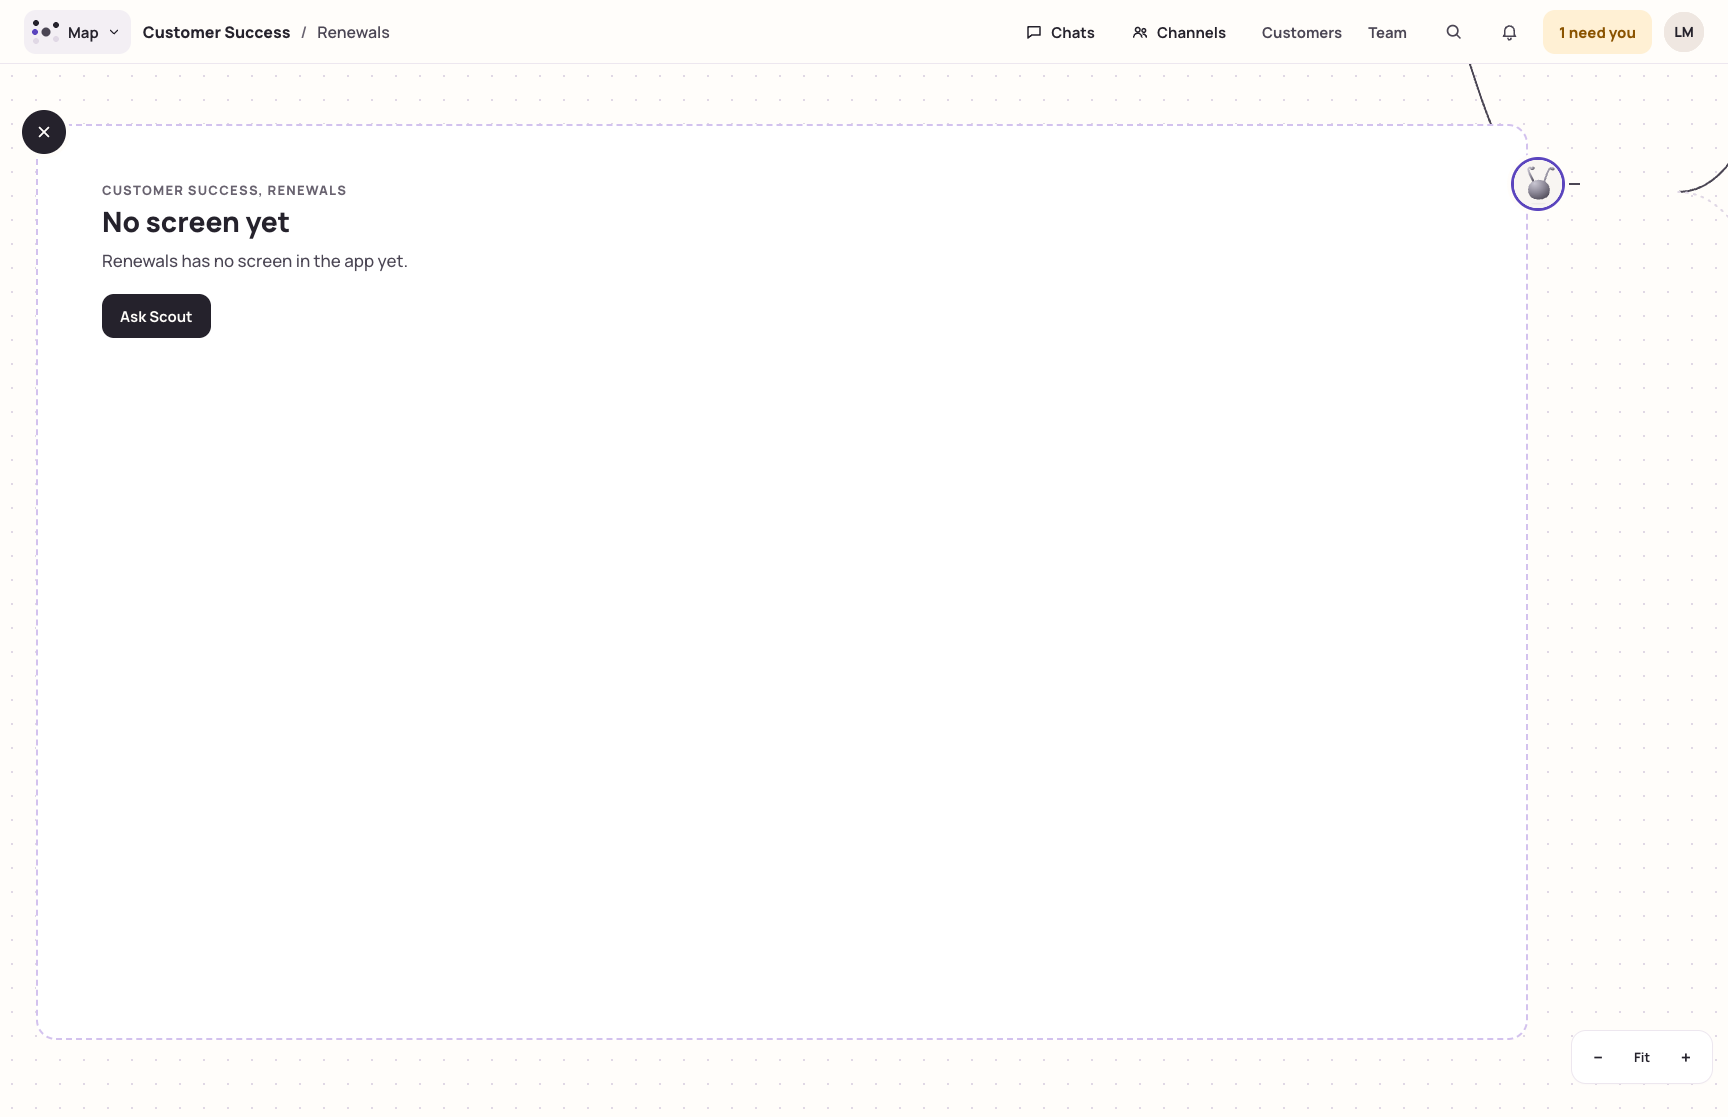 Map
Customer Success / Renewals
Chats
Channels
Customers
Team
1 need you
LM
CUSTOMER SUCCESS, RENEWALS
No screen yet
Renewals has no screen in the app yet.
Ask Scout
− Fit +